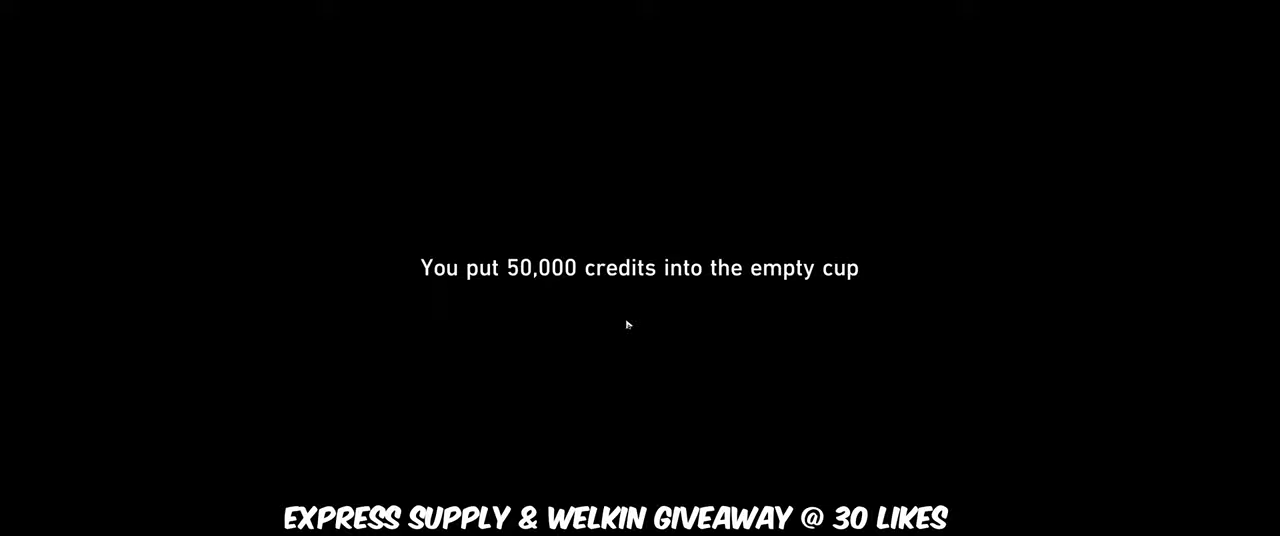 You put 50,000 credits into the empty cup
EXPRESS SUPPLY & WELKIN GIVEAWAY @ 30 LIKES